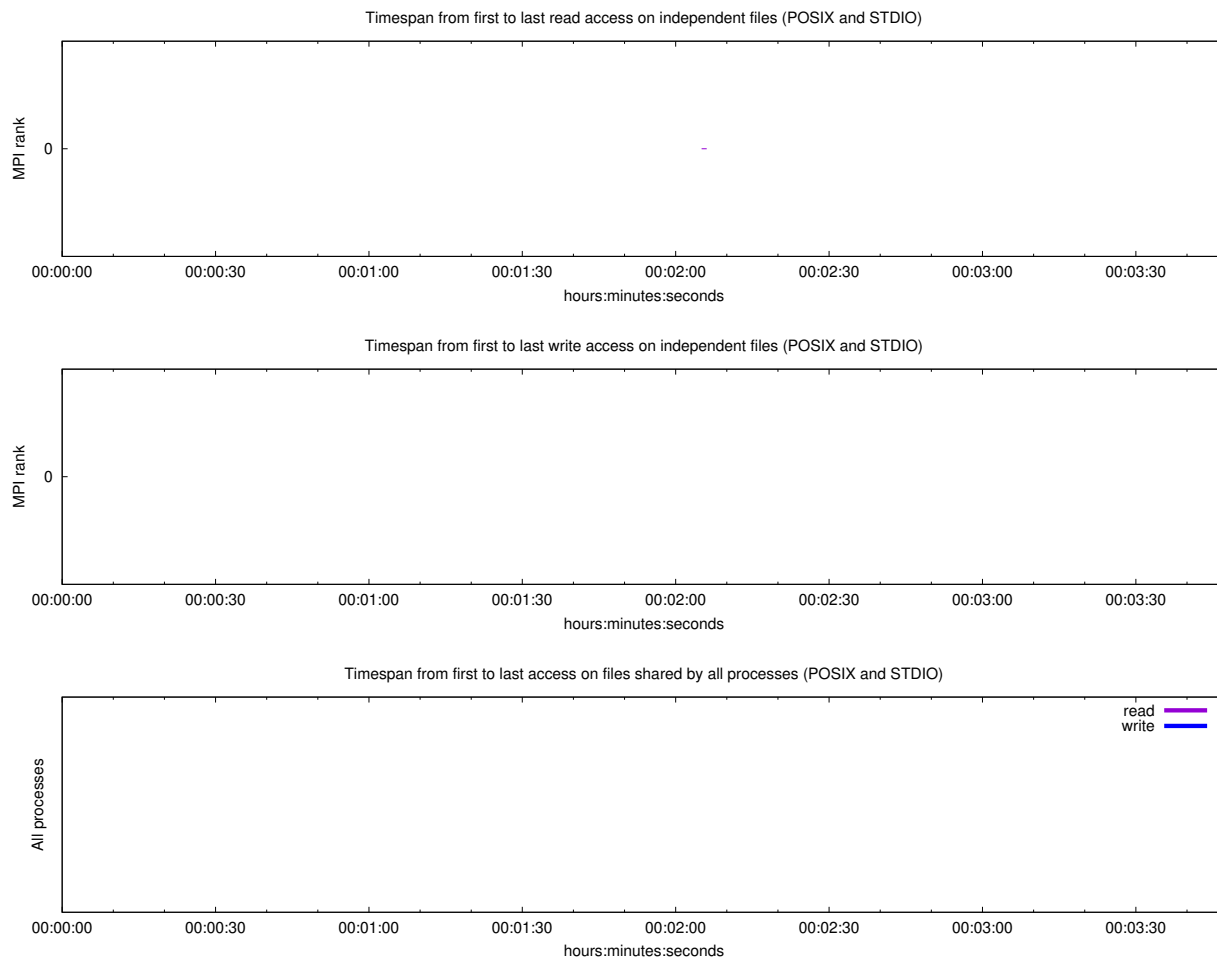 Timespan from first to last read access on independent files (POSIX and STDIO)
MPI rank
0
00:00:00 00:00:30 00:01:00 00:01:30 00:02:00 00:02:30 00:03:00 00:03:30
hours:minutes:seconds
Timespan from first to last write access on independent files (POSIX and STDIO)
MPI rank
0
00:00:00 00:00:30 00:01:00 00:01:30 00:02:00 00:02:30 00:03:00 00:03:30
hours:minutes:seconds
Timespan from first to last access on files shared by all processes (POSIX and STDIO)
read
write
All processes
00:00:00 00:00:30 00:01:00 00:01:30 00:02:00 00:02:30 00:03:00 00:03:30
hours:minutes:seconds